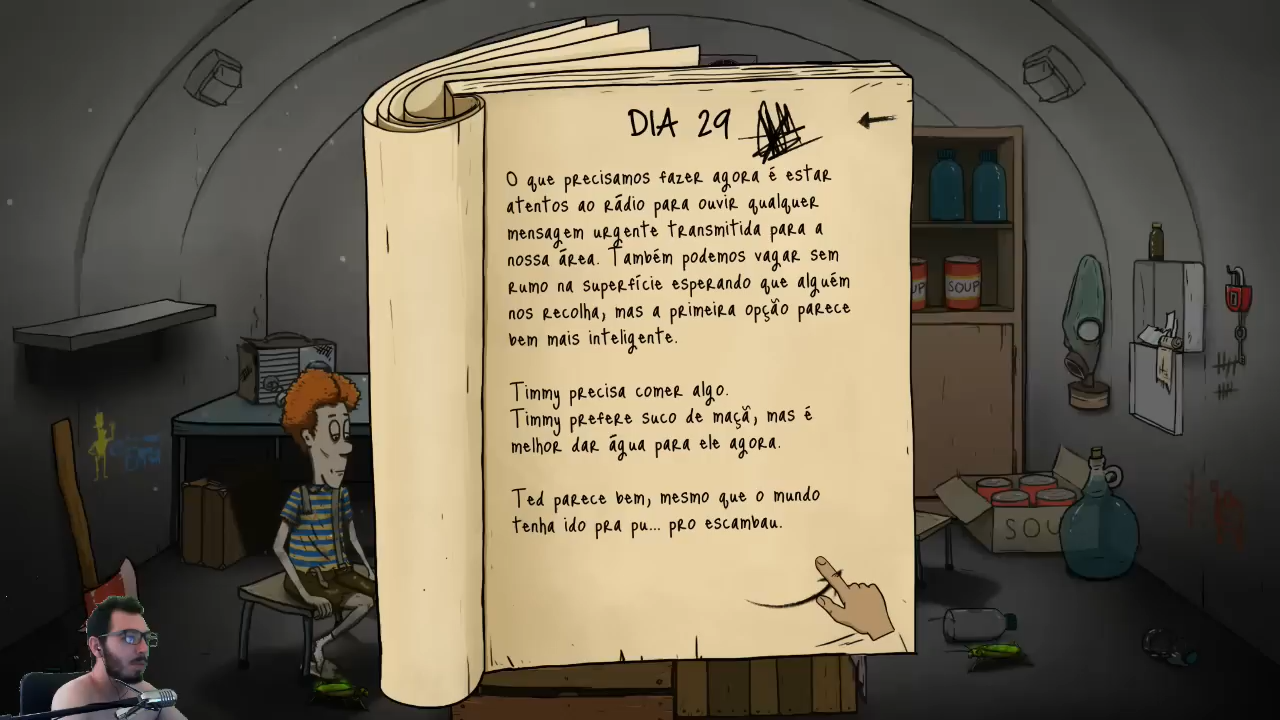 DIA 29
O que precisamos fazer agora é estar
atentos ao rádio para ouvir qualquer
mensagem urgente transmitida para a
nossa área. Também podemos vagar sem
rumo na superfície esperando que alguém
nos recolha, mas a primeira opção parece
bem mais inteligente.
Timmy precisa comer algo.
Timmy prefere suco de maçã, mas é
melhor dar água para ele agora.
Ted parece bem, mesmo que o mundo
tenha ido pra pu... pro escambau.
UP
SOUP
SOU